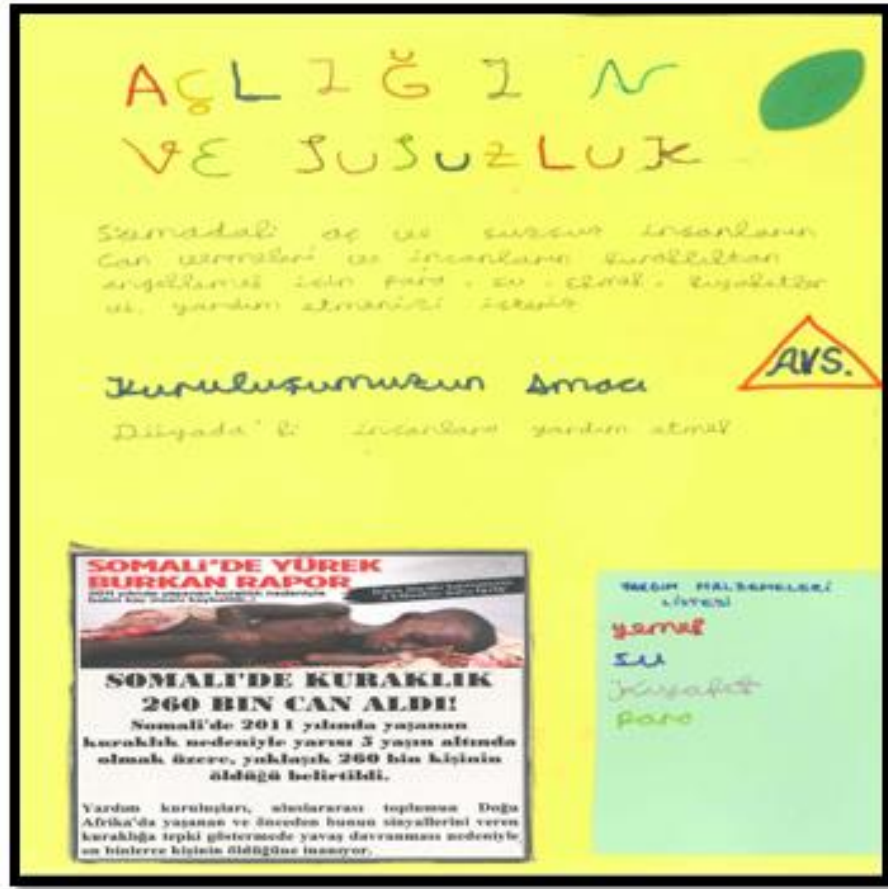 AÇLIĞIN
VE SUSUZLUK
aç ve susuz insanların
can vermeleri ve insanların kuraklıktan
engellemek için para, su, ekmek, kıyafetler
vb. yardım etmenizi isteriz
AVS.
Kuruluşumuzun Amacı
Dünyada'ki insanlara yardım etmek
SOMALİ'DE YÜREK
BURKAN RAPOR
SOMALI'DE KURAKLIK
260 BIN CAN ALDI!
Somali'de 2011 yılında yaşanan
kuraklık nedeniyle yarısı 5 yaşın altında
olmak üzere, yaklaşık 260 bin kişinin
öldüğü belirtildi.
Yardım kuruluşları, uluslararası toplumun Doğu
Afrika'da yaşanan ve önceden bunun sinyallerini veren
kuraklığa tepki göstermede yavaş davranması nedeniyle
on binlerce kişinin öldüğüne inanıyor.
YARDIM MALZEMELERİ
LİSTESİ
yemek
su
Kıyafet
para